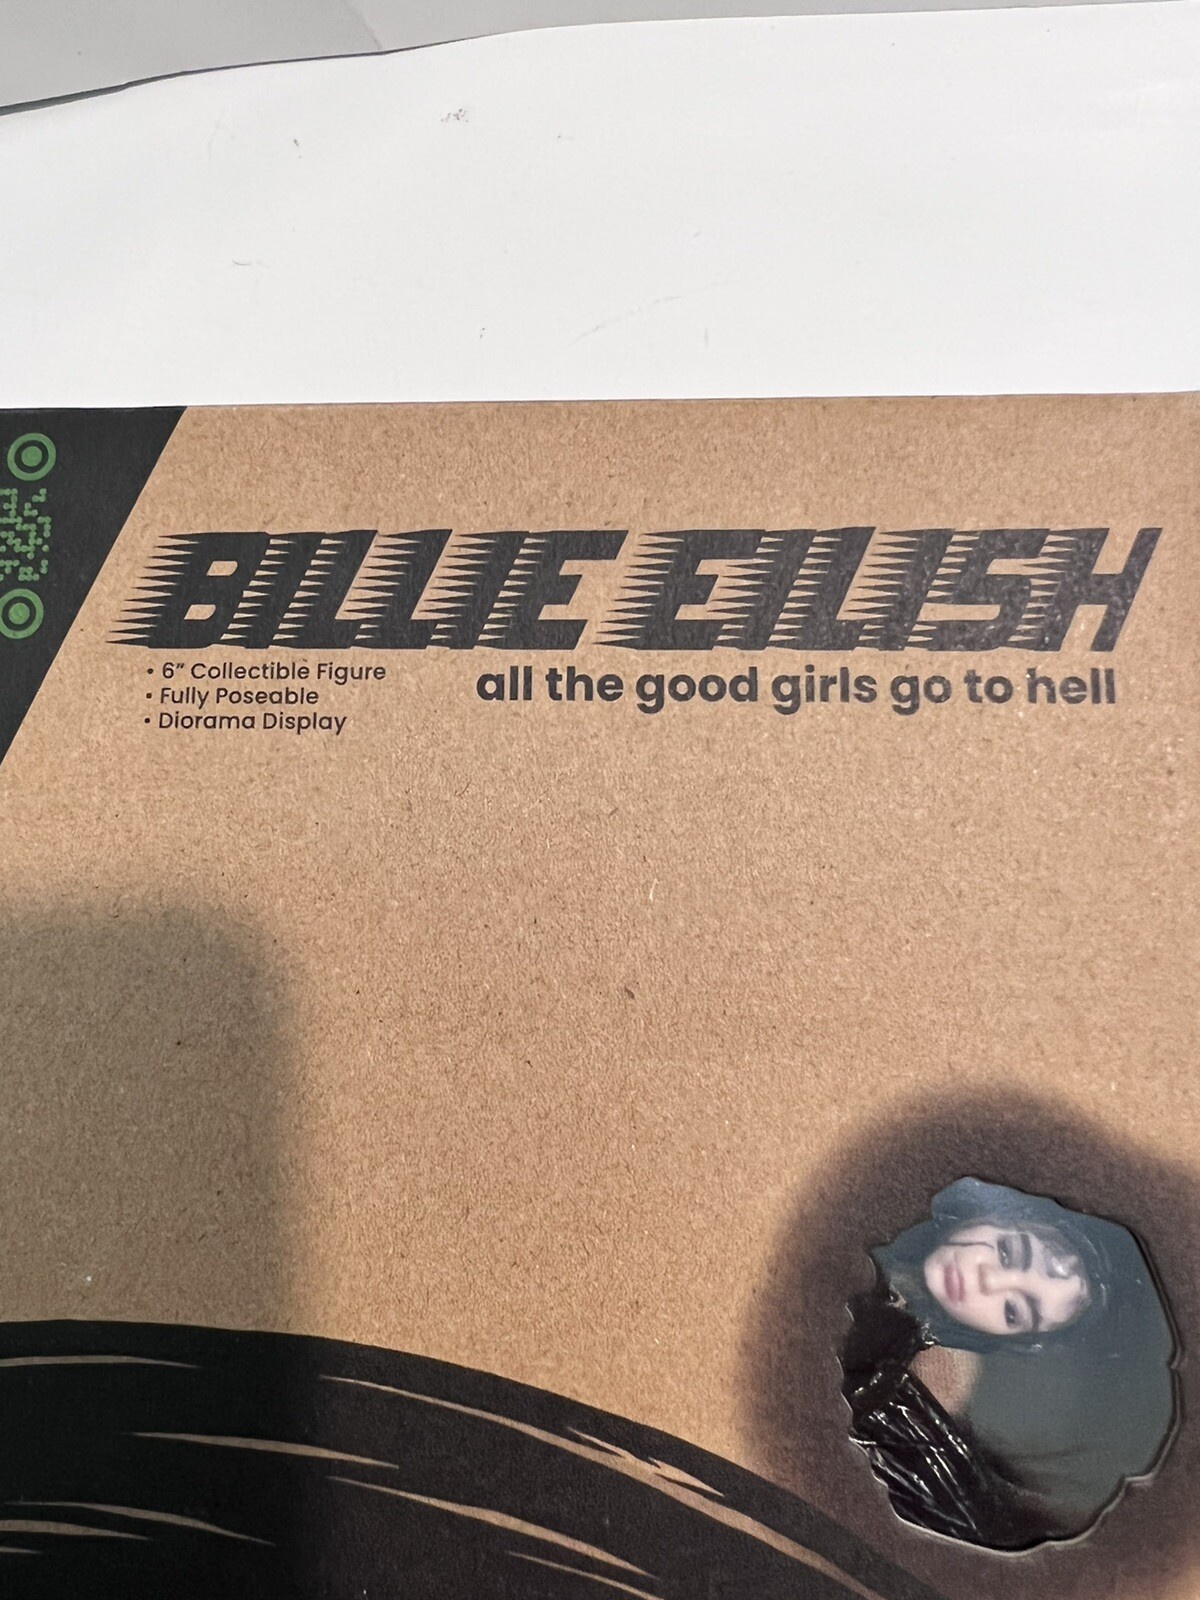 BILLIE EILISH
• 6” Collectible Figure
• Fully Poseable
• Diorama Display
all the good girls go to hell